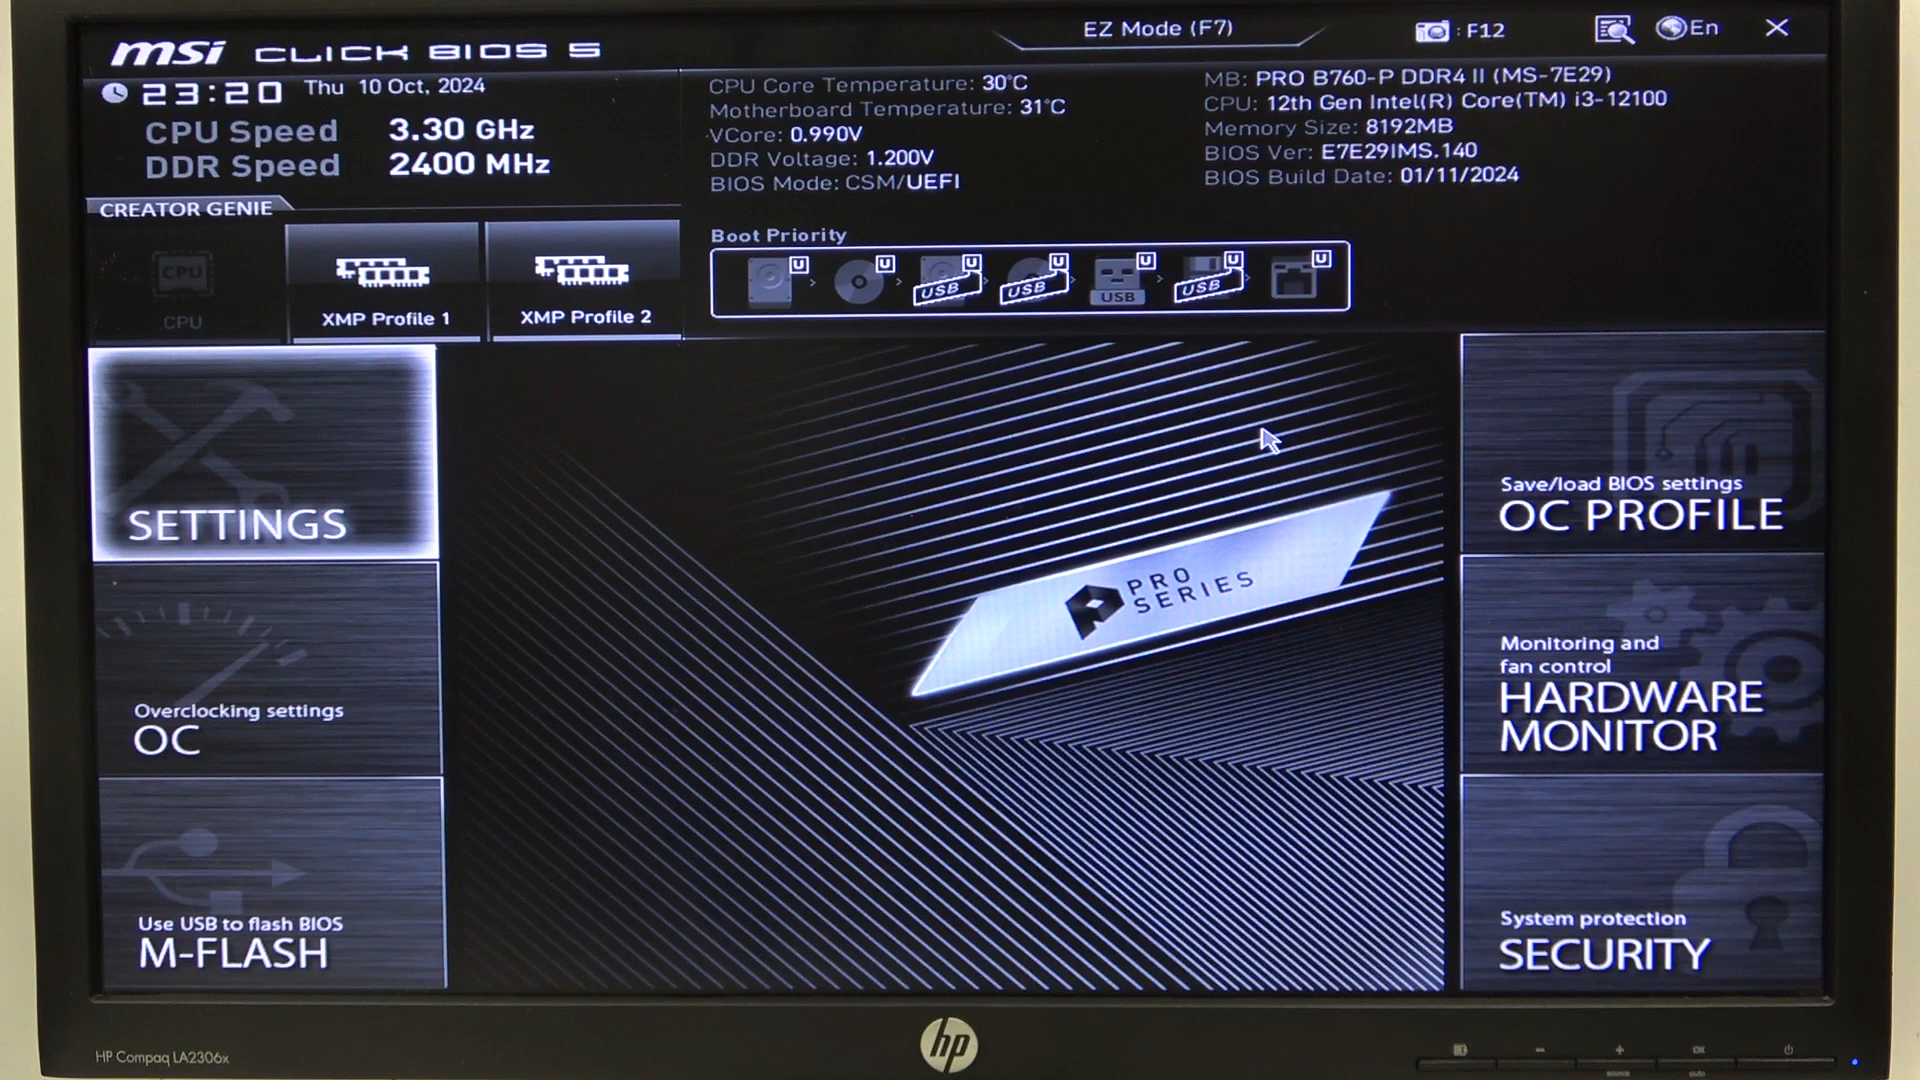 msi CLICK BIOS 5
EZ Mode (F7)
: F12
En
23:20 Thu 10 Oct, 2024
CPU Speed 3.30 GHz
DDR Speed 2400 MHz
CPU Core Temperature: 30°C
Motherboard Temperature: 31°C
VCore: 0.990V
DDR Voltage: 1.200V
BIOS Mode: CSM/UEFI
MB: PRO B760-P DDR4 II (MS-7E29)
CPU: 12th Gen Intel(R) Core(TM) i3-12100
Memory Size: 8192MB
BIOS Ver: E7E29IMS.140
BIOS Build Date: 01/11/2024
CREATOR GENIE
CPU
CPU
XMP Profile 1
XMP Profile 2
Boot Priority
U U U U U U U
USB USB USB USB
SETTINGS
Overclocking settings
OC
Use USB to flash BIOS
M-FLASH
PRO
SERIES
Save/load BIOS settings
OC PROFILE
Monitoring and
fan control
HARDWARE
MONITOR
System protection
SECURITY
HP Compaq LA2306x
hp
OK
source
auto